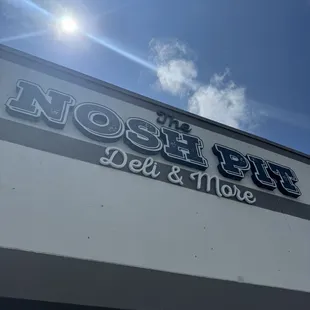 The
NOSH PIT
Deli & More